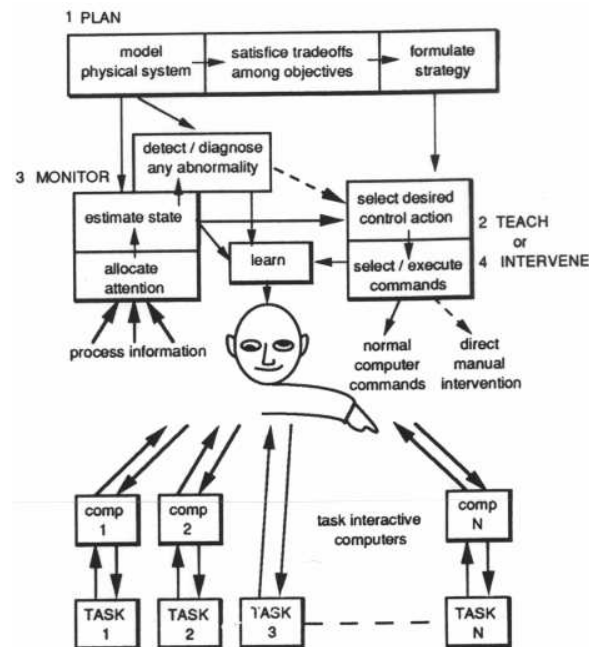 1 PLAN
model
physical system
satisfice tradeoffs
among objectives
formulate
strategy
detect / diagnose
any abnormality
3 MONITOR
estimate state
allocate
attention
process information
learn
select desired
control action
select / execute
commands
2 TEACH
or
4 INTERVENE
normal
computer
commands
direct
manual
intervention
comp
1
comp
2
task interactive
computers
comp
N
TASK
1
TASK
2
TASK
3
TASK
N